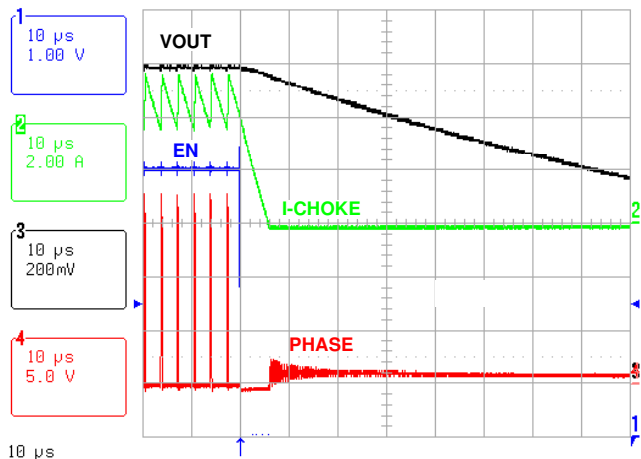 1
10 µs
1.00 V
2
10 µs
2.00 A
3
10 µs
200mV
4
10 µs
5.0 V
10 µs
VOUT
EN
I-CHOKE
PHASE
2
1